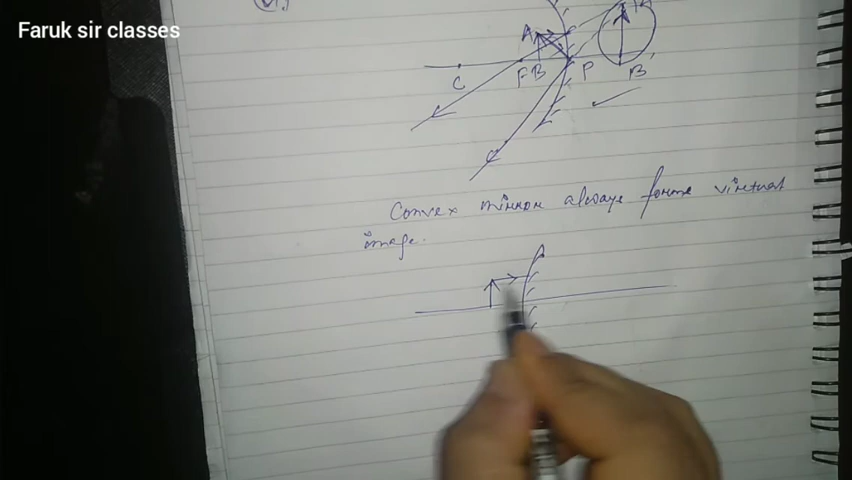 Faruk sir classes
A
C
F B
P
B'
Convex mirror always forms virtual
image.